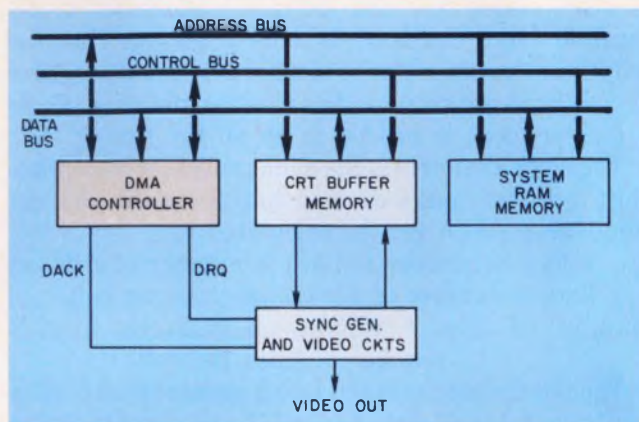 ADDRESS BUS
CONTROL BUS
DATA
BUS
DMA
CONTROLLER
CRT BUFFER
MEMORY
SYSTEM
RAM
MEMORY
DACK
DRQ
SYNC GEN.
AND VIDEO CKTS
VIDEO OUT